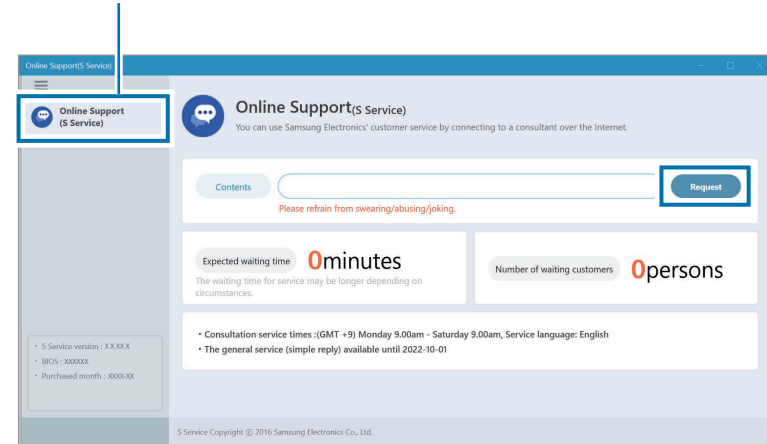 Online Support(S Service)
Online Support
(S Service)
Online Support(S Service)
You can use Samsung Electronics' customer service by connecting to a consultant over the Internet.
Contents
Request
Please refrain from swearing/abusing/joking.
Expected waiting time 0minutes
The waiting time for service may be longer depending on
circumstances.
Number of waiting customers 0persons
• Consultation service times :(GMT +9) Monday 9.00am - Saturday 9.00am, Service language: English
• The general service (simple reply) available until 2022-10-01
• S Service version : X.X.XX.X
• BIOS : XXXXXX
• Purchased month : XXXX-XX
S Service Copyright ⓒ 2016 Samsung Electronics Co., Ltd.